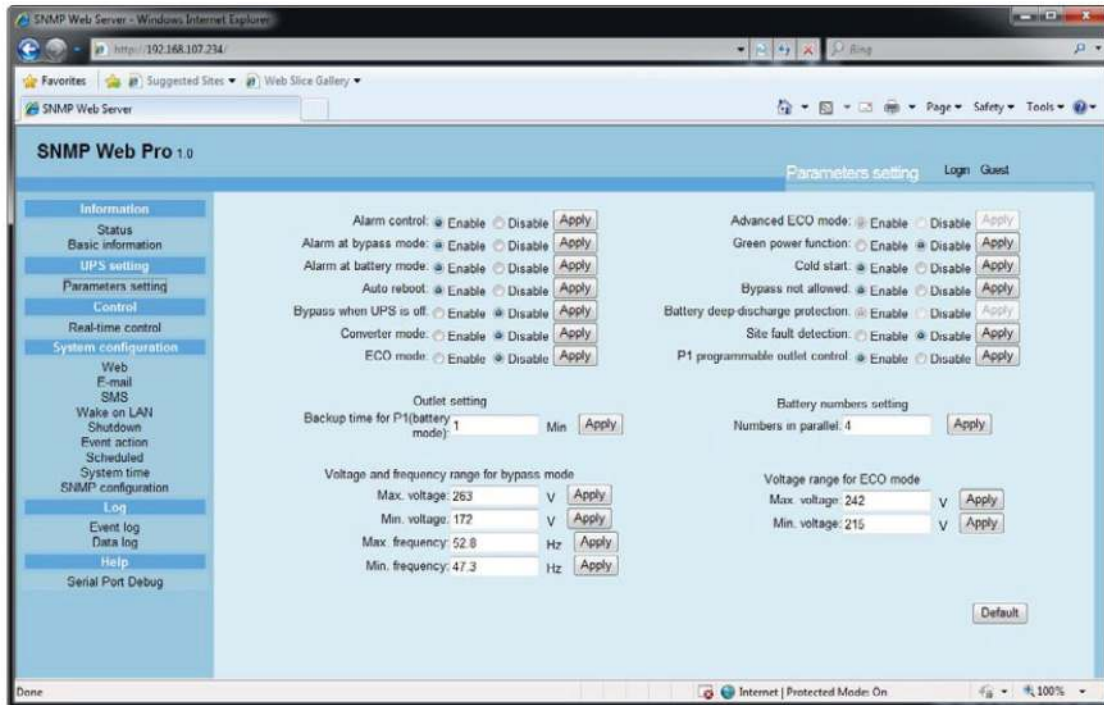 SNMP Web Server - Windows Internet Explorer
http://192.168.107.234/
Bing
Favorites Suggested Sites Web Slice Gallery
SNMP Web Server
Page Safety Tools
SNMP Web Pro 1.0
Parameters setting Login Guest
Information
Status
Basic information
UPS setting
Parameters setting
Control
Real-time control
System configuration
Web
E-mail
SMS
Wake on LAN
Shutdown
Event action
Scheduled
System time
SNMP configuration
Log
Event log
Data log
Help
Serial Port Debug
Alarm control: Enable Disable Apply
Alarm at bypass mode: Enable Disable Apply
Alarm at battery mode: Enable Disable Apply
Auto reboot: Enable Disable Apply
Bypass when UPS is off: Enable Disable Apply
Converter mode: Enable Disable Apply
ECO mode: Enable Disable Apply
Advanced ECO mode: Enable Disable Apply
Green power function: Enable Disable Apply
Cold start: Enable Disable Apply
Bypass not allowed: Enable Disable Apply
Battery deep-discharge protection: Enable Disable Apply
Site fault detection: Enable Disable Apply
P1 programmable outlet control: Enable Disable Apply
Outlet setting
Backup time for P1(battery
mode): 1 Min Apply
Battery numbers setting
Numbers in parallel: 4 Apply
Voltage and frequency range for bypass mode
Max. voltage: 263 V Apply
Min. voltage: 172 V Apply
Max. frequency: 52.8 Hz Apply
Min. frequency: 47.3 Hz Apply
Voltage range for ECO mode
Max. voltage: 242 V Apply
Min. voltage: 215 V Apply
Default
Done
Internet | Protected Mode: On
100%